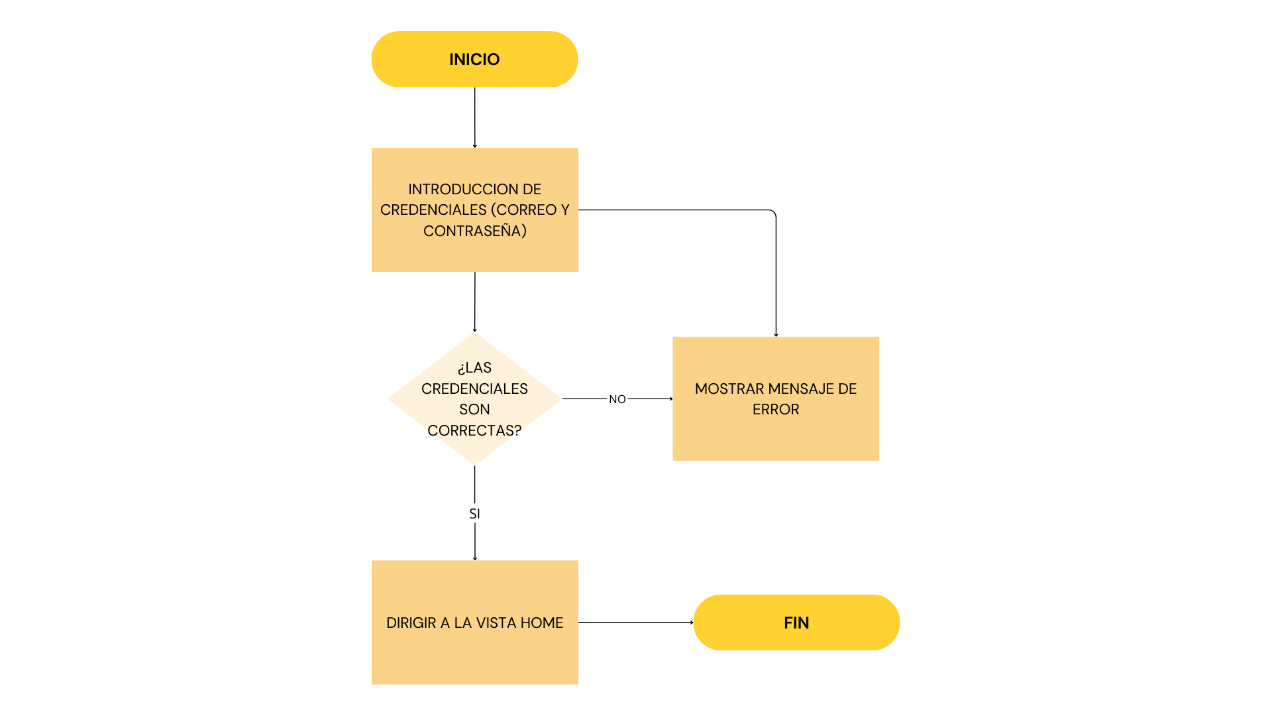 INICIO
INTRODUCCION DE
CREDENCIALES (CORREO Y
CONTRASEÑA)
¿LAS
CREDENCIALES
SON
CORRECTAS?
NO
MOSTRAR MENSAJE DE
ERROR
SI
DIRIGIR A LA VISTA HOME
FIN